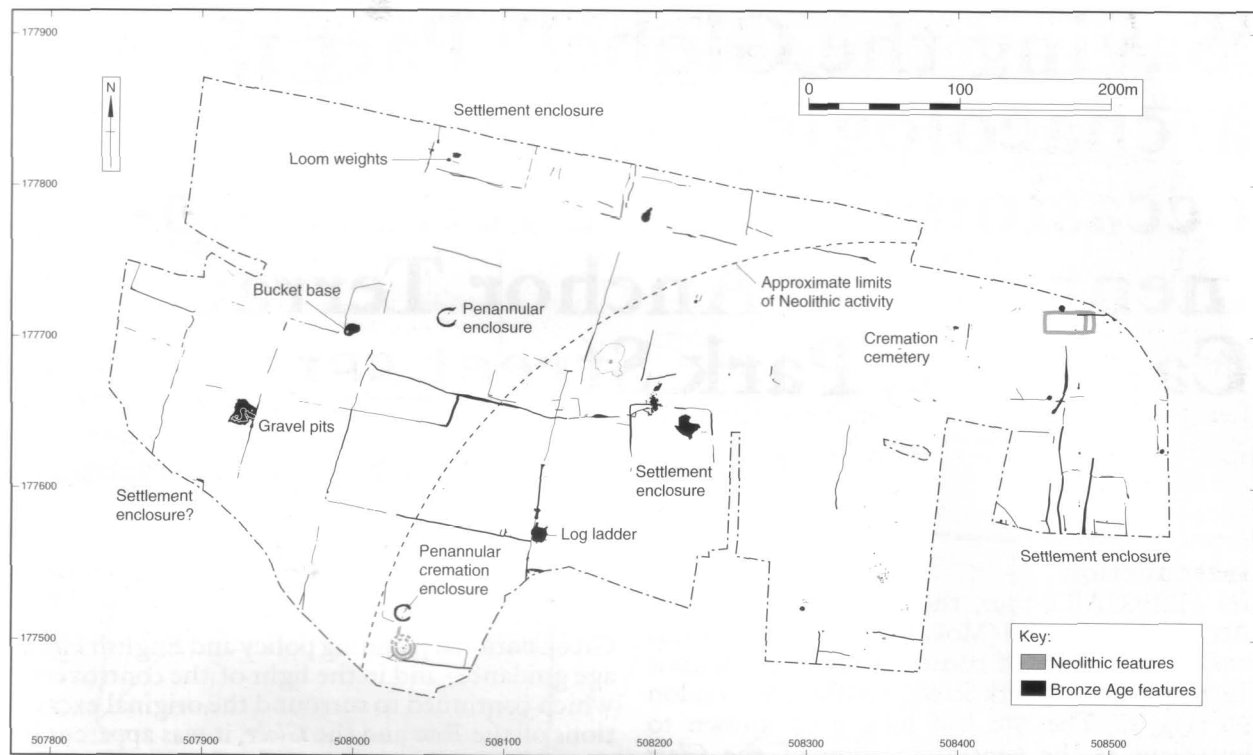 177900
N
0
100
200m
Settlement enclosure
Loom weights
177800
Approximate limits
of Neolithic activity
Bucket base
Penannular
enclosure
Cremation
cemetery
177700
Gravel pits
Settlement
enclosure
Settlement
enclosure?
177600
Log ladder
Settlement enclosure
Penannular
cremation
enclosure
177500
Key:
Neolithic features
Bronze Age features
507800
507900
508000
508100
508200
508300
508400
508500